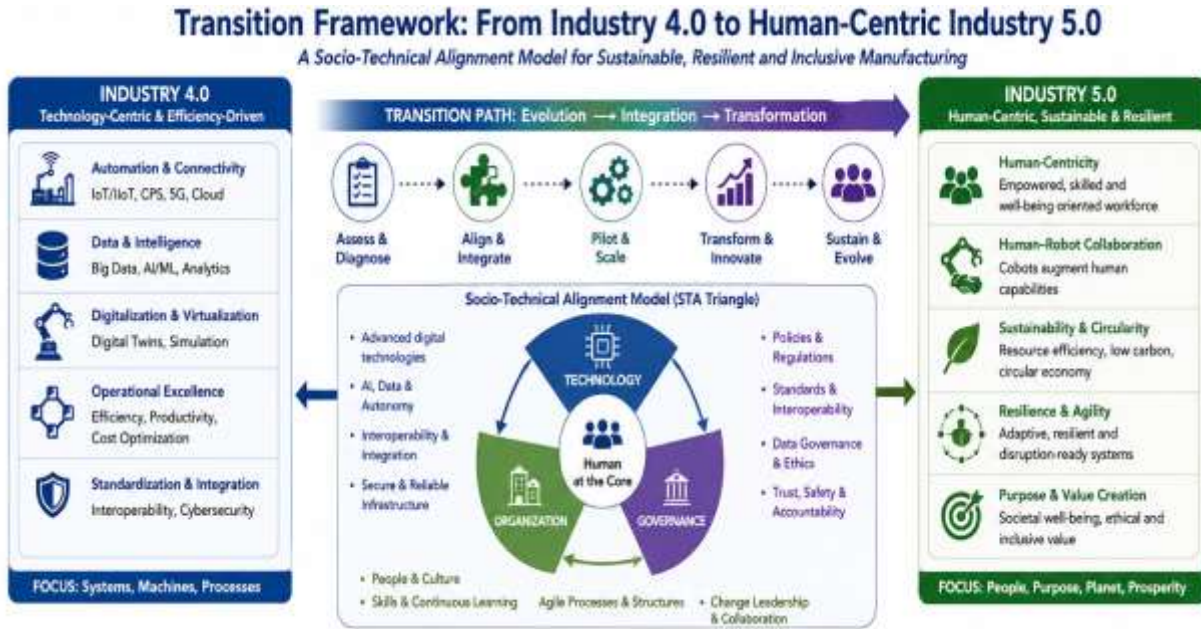 Transition Framework: From Industry 4.0 to Human-Centric Industry 5.0
A Socio-Technical Alignment Model for Sustainable, Resilient and Inclusive Manufacturing
INDUSTRY 4.0
Technology-Centric & Efficiency-Driven
Automation & Connectivity
IoT/IIoT, CPS, 5G, Cloud
Data & Intelligence
Big Data, AI/ML, Analytics
Digitalization & Virtualization
Digital Twins, Simulation
Operational Excellence
Efficiency, Productivity,
Cost Optimization
Standardization & Integration
Interoperability, Cybersecurity
FOCUS: Systems, Machines, Processes
TRANSITION PATH: Evolution → Integration → Transformation
Assess &
Diagnose
Align &
Integrate
Pilot &
Scale
Transform &
Innovate
Sustain &
Evolve
Socio-Technical Alignment Model (STA Triangle)
• Advanced digital
technologies
• AI, Data &
Autonomy
• Interoperability &
Integration
• Secure & Reliable
Infrastructure
TECHNOLOGY
Human
at the Core
ORGANIZATION
GOVERNANCE
• Policies &
Regulations
• Standards &
Interoperability
• Data Governance
& Ethics
• Trust, Safety &
Accountability
• People & Culture
• Skills & Continuous Learning
Agile Processes & Structures
• Change Leadership
& Collaboration
INDUSTRY 5.0
Human-Centric, Sustainable & Resilient
Human-Centricity
Empowered, skilled and
well-being oriented workforce
Human-Robot Collaboration
Cobots augment human
capabilities
Sustainability & Circularity
Resource efficiency, low carbon,
circular economy
Resilience & Agility
Adaptive, resilient and
disruption-ready systems
Purpose & Value Creation
Societal well-being, ethical and
inclusive value
FOCUS: People, Purpose, Planet, Prosperity